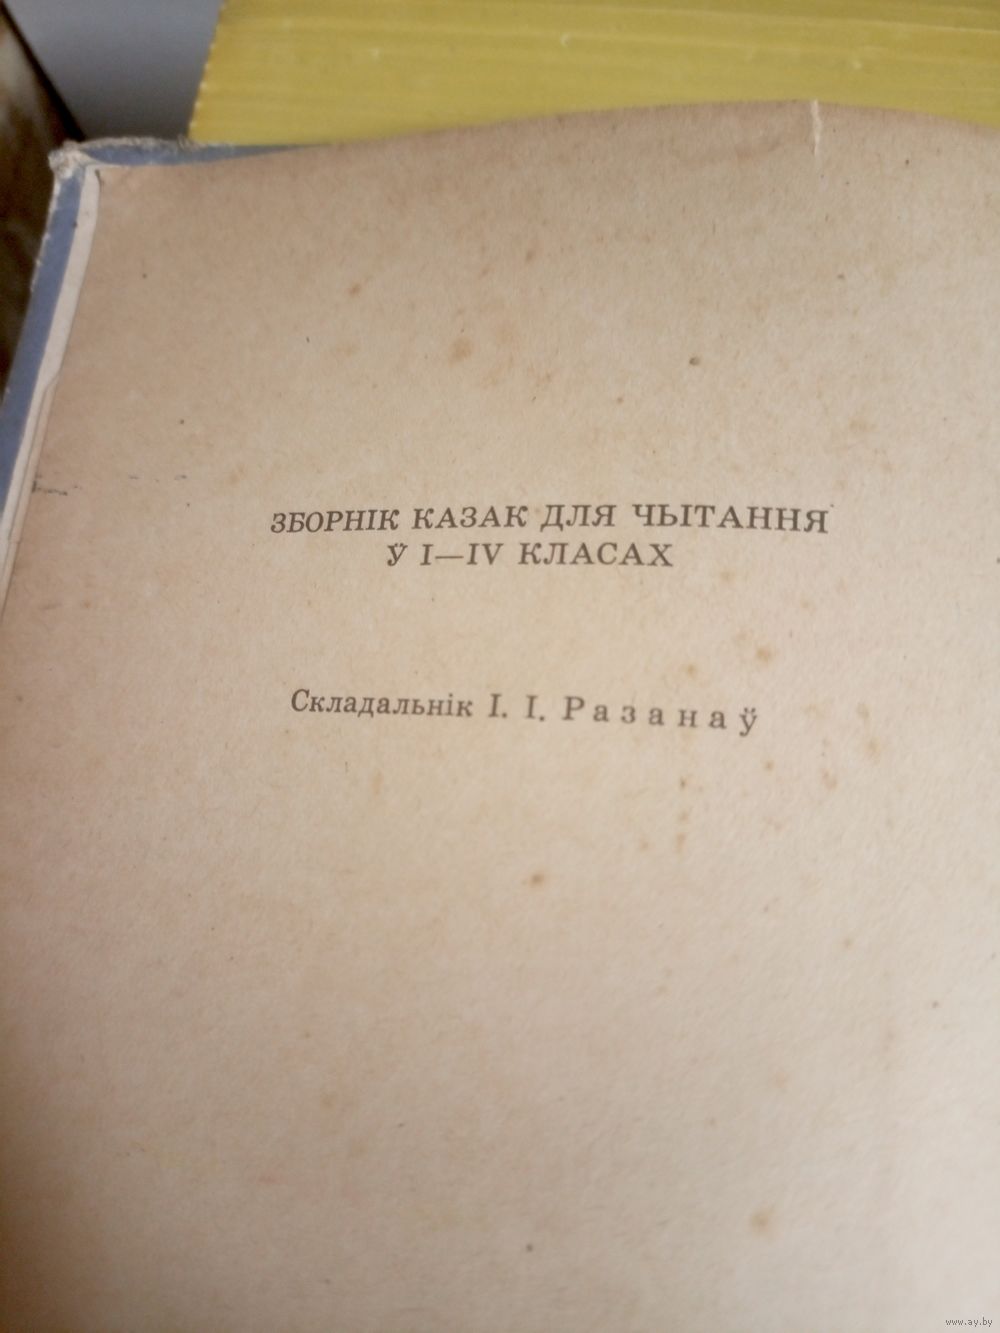 ЗБОРНІК КАЗАК ДЛЯ ЧЫТАННЯ
Ў I—IV КЛАСАХ
Складальнік І. І. Разанаў
www.ay.by